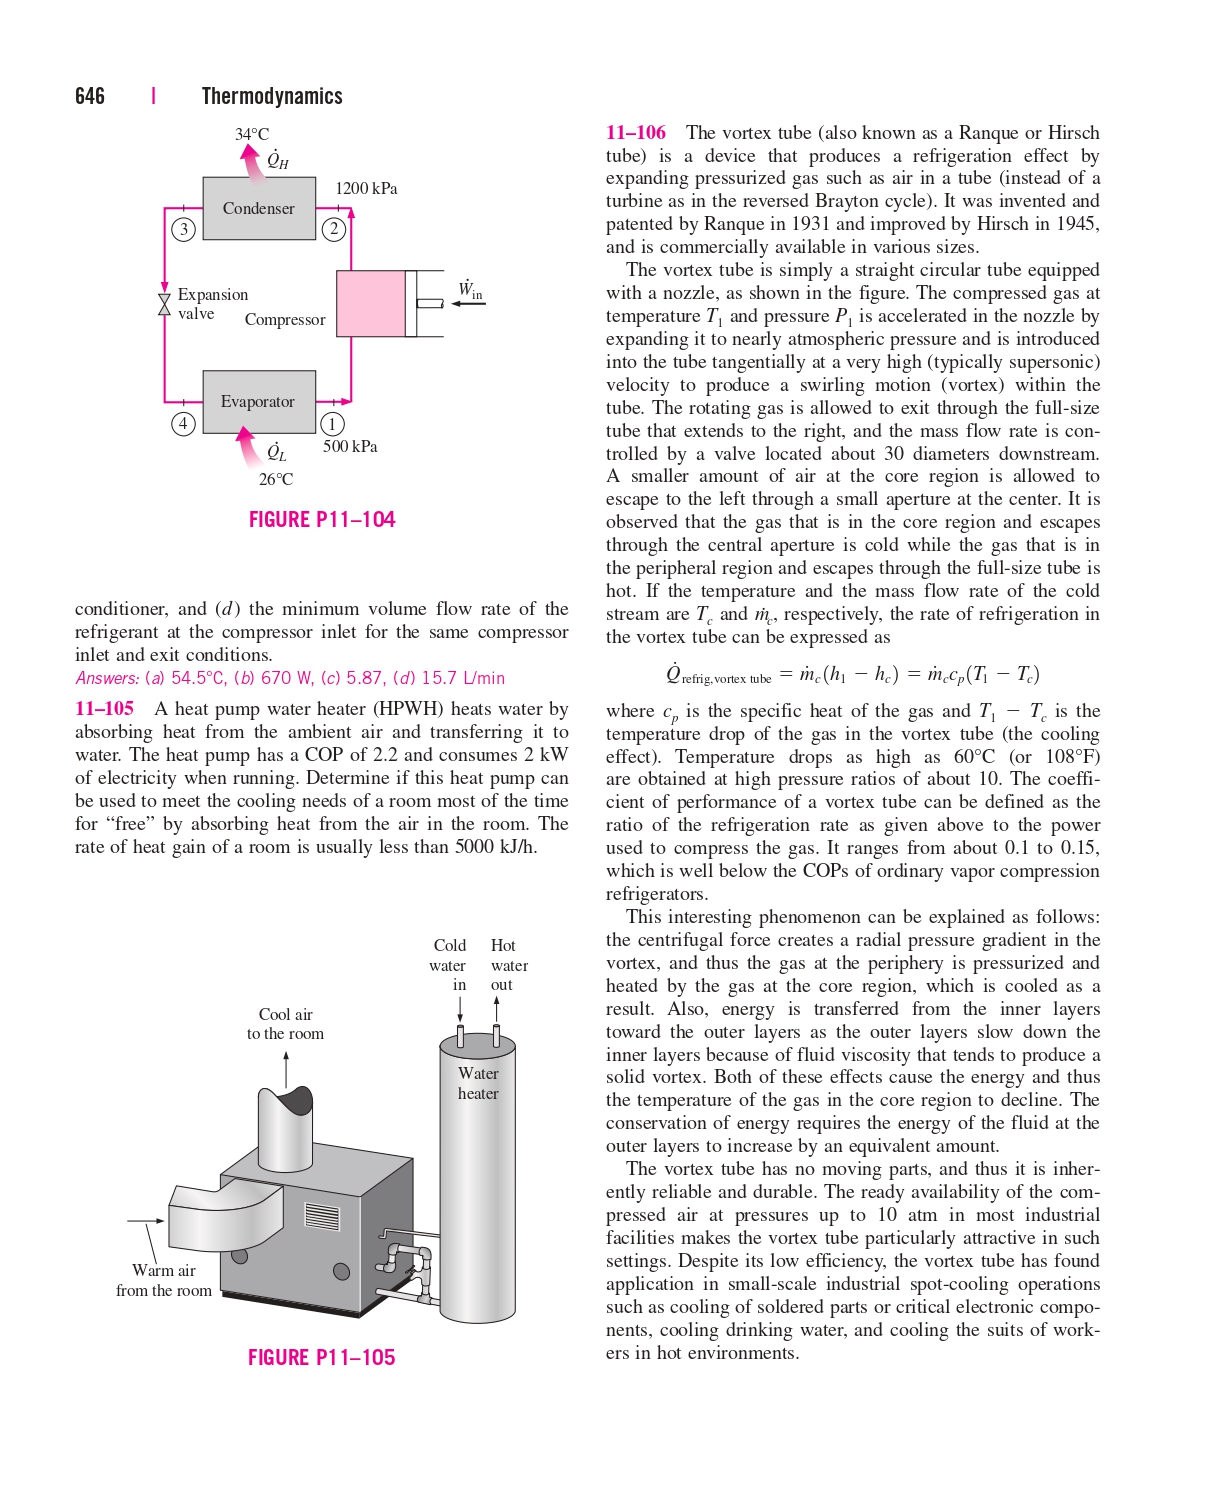 646 | Thermodynamics
34°C
Q̇H
1200 kPa
Condenser
3
2
Expansion
valve
Compressor
Ẇin
Evaporator
4
1
Q̇L
500 kPa
26°C
FIGURE P11–104
conditioner, and (d) the minimum volume flow rate of the
refrigerant at the compressor inlet for the same compressor
inlet and exit conditions.
Answers: (a) 54.5°C, (b) 670 W, (c) 5.87, (d) 15.7 L/min
11–105 A heat pump water heater (HPWH) heats water by
absorbing heat from the ambient air and transferring it to
water. The heat pump has a COP of 2.2 and consumes 2 kW
of electricity when running. Determine if this heat pump can
be used to meet the cooling needs of a room most of the time
for “free” by absorbing heat from the air in the room. The
rate of heat gain of a room is usually less than 5000 kJ/h.
Cold
water
in
Hot
water
out
Cool air
to the room
Water
heater
Warm air
from the room
FIGURE P11–105
11–106 The vortex tube (also known as a Ranque or Hirsch
tube) is a device that produces a refrigeration effect by
expanding pressurized gas such as air in a tube (instead of a
turbine as in the reversed Brayton cycle). It was invented and
patented by Ranque in 1931 and improved by Hirsch in 1945,
and is commercially available in various sizes.
The vortex tube is simply a straight circular tube equipped
with a nozzle, as shown in the figure. The compressed gas at
temperature T1 and pressure P1 is accelerated in the nozzle by
expanding it to nearly atmospheric pressure and is introduced
into the tube tangentially at a very high (typically supersonic)
velocity to produce a swirling motion (vortex) within the
tube. The rotating gas is allowed to exit through the full-size
tube that extends to the right, and the mass flow rate is con-
trolled by a valve located about 30 diameters downstream.
A smaller amount of air at the core region is allowed to
escape to the left through a small aperture at the center. It is
observed that the gas that is in the core region and escapes
through the central aperture is cold while the gas that is in
the peripheral region and escapes through the full-size tube is
hot. If the temperature and the mass flow rate of the cold
stream are Tc and ṁc, respectively, the rate of refrigeration in
the vortex tube can be expressed as
Q̇refrig,vortex tube = ṁc(h1 − hc) = ṁccp(T1 − Tc)
where cp is the specific heat of the gas and T1 − Tc is the
temperature drop of the gas in the vortex tube (the cooling
effect). Temperature drops as high as 60°C (or 108°F)
are obtained at high pressure ratios of about 10. The coeffi-
cient of performance of a vortex tube can be defined as the
ratio of the refrigeration rate as given above to the power
used to compress the gas. It ranges from about 0.1 to 0.15,
which is well below the COPs of ordinary vapor compression
refrigerators.
This interesting phenomenon can be explained as follows:
the centrifugal force creates a radial pressure gradient in the
vortex, and thus the gas at the periphery is pressurized and
heated by the gas at the core region, which is cooled as a
result. Also, energy is transferred from the inner layers
toward the outer layers as the outer layers slow down the
inner layers because of fluid viscosity that tends to produce a
solid vortex. Both of these effects cause the energy and thus
the temperature of the gas in the core region to decline. The
conservation of energy requires the energy of the fluid at the
outer layers to increase by an equivalent amount.
The vortex tube has no moving parts, and thus it is inher-
ently reliable and durable. The ready availability of the com-
pressed air at pressures up to 10 atm in most industrial
facilities makes the vortex tube particularly attractive in such
settings. Despite its low efficiency, the vortex tube has found
application in small-scale industrial spot-cooling operations
such as cooling of soldered parts or critical electronic compo-
nents, cooling drinking water, and cooling the suits of work-
ers in hot environments.